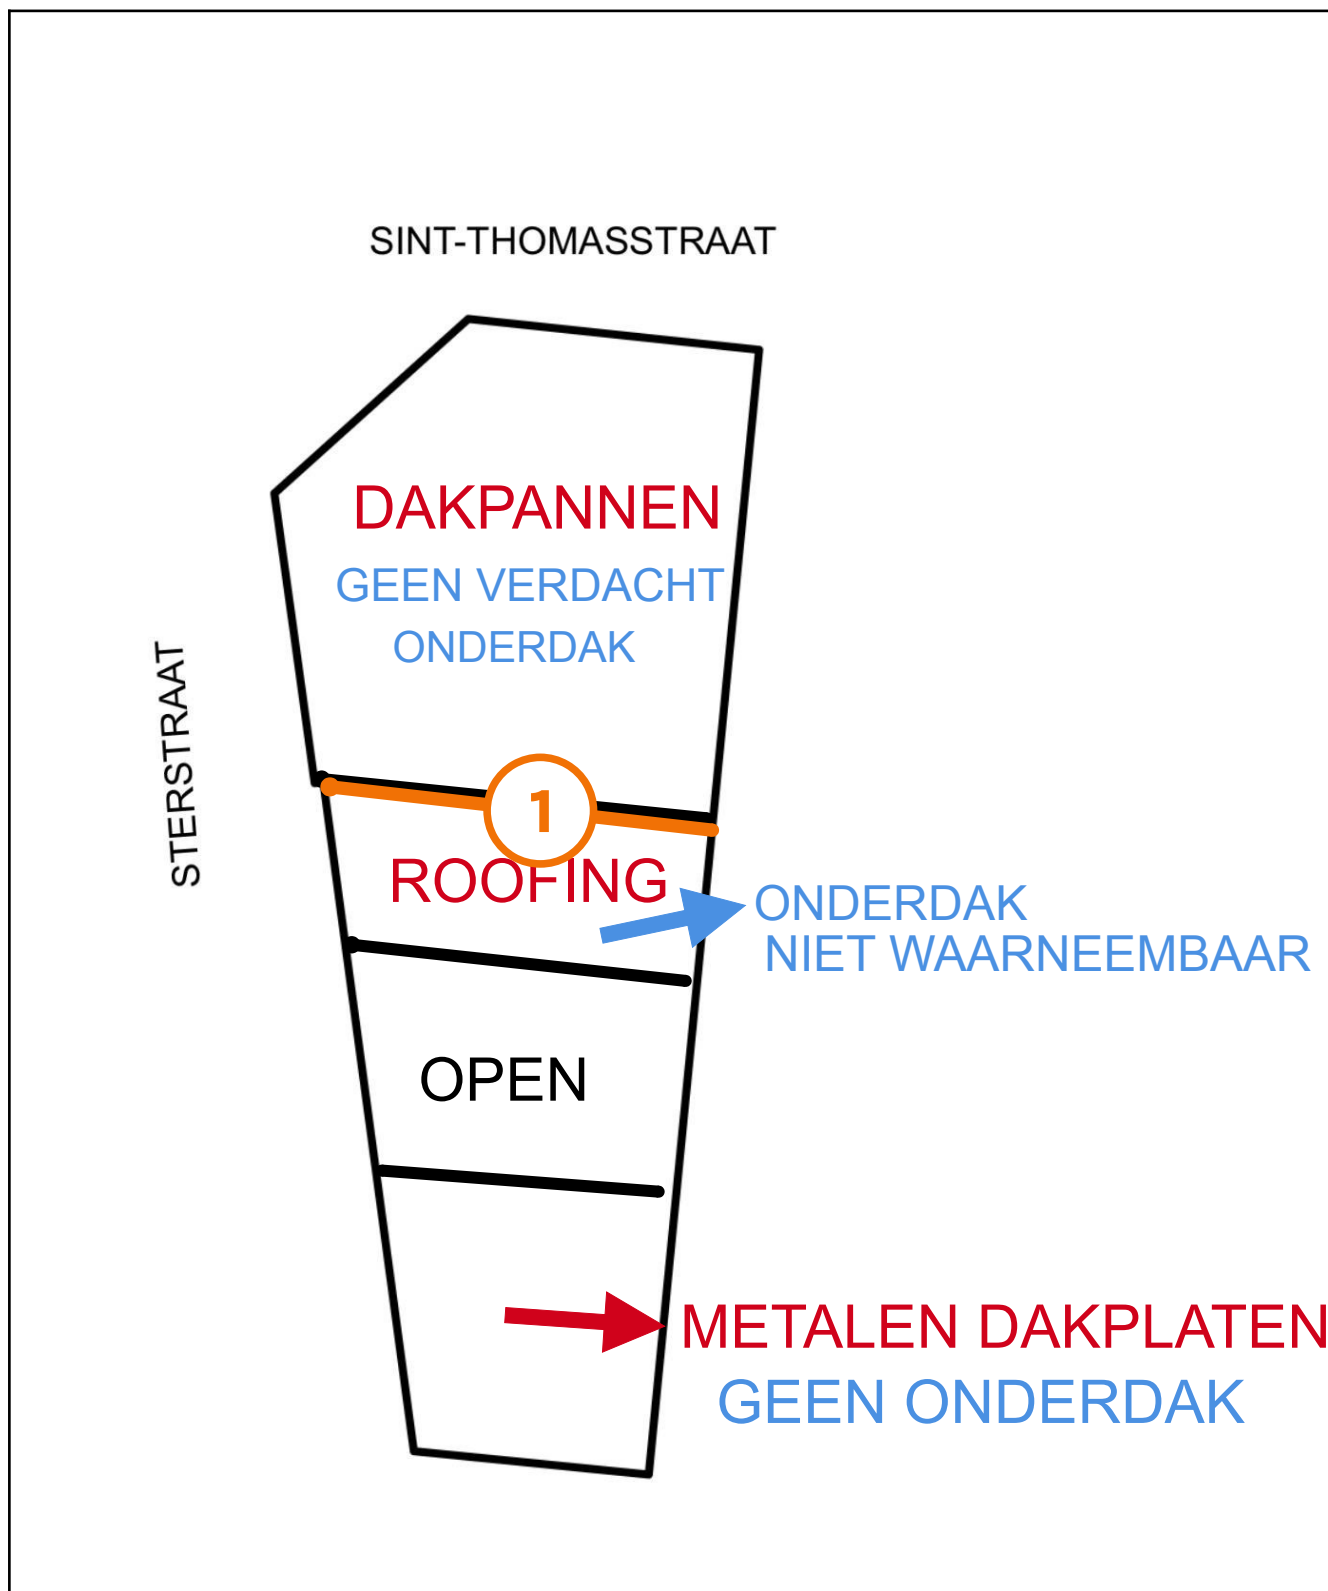 SINT-THOMASSTRAAT
DAKPANNEN
GEEN VERDACHT
ONDERDAK
STERSTRAAT
1
ROOFING
ONDERDAK
NIET WAARNEEMBAAR
OPEN
METALEN DAKPLATEN
GEEN ONDERDAK